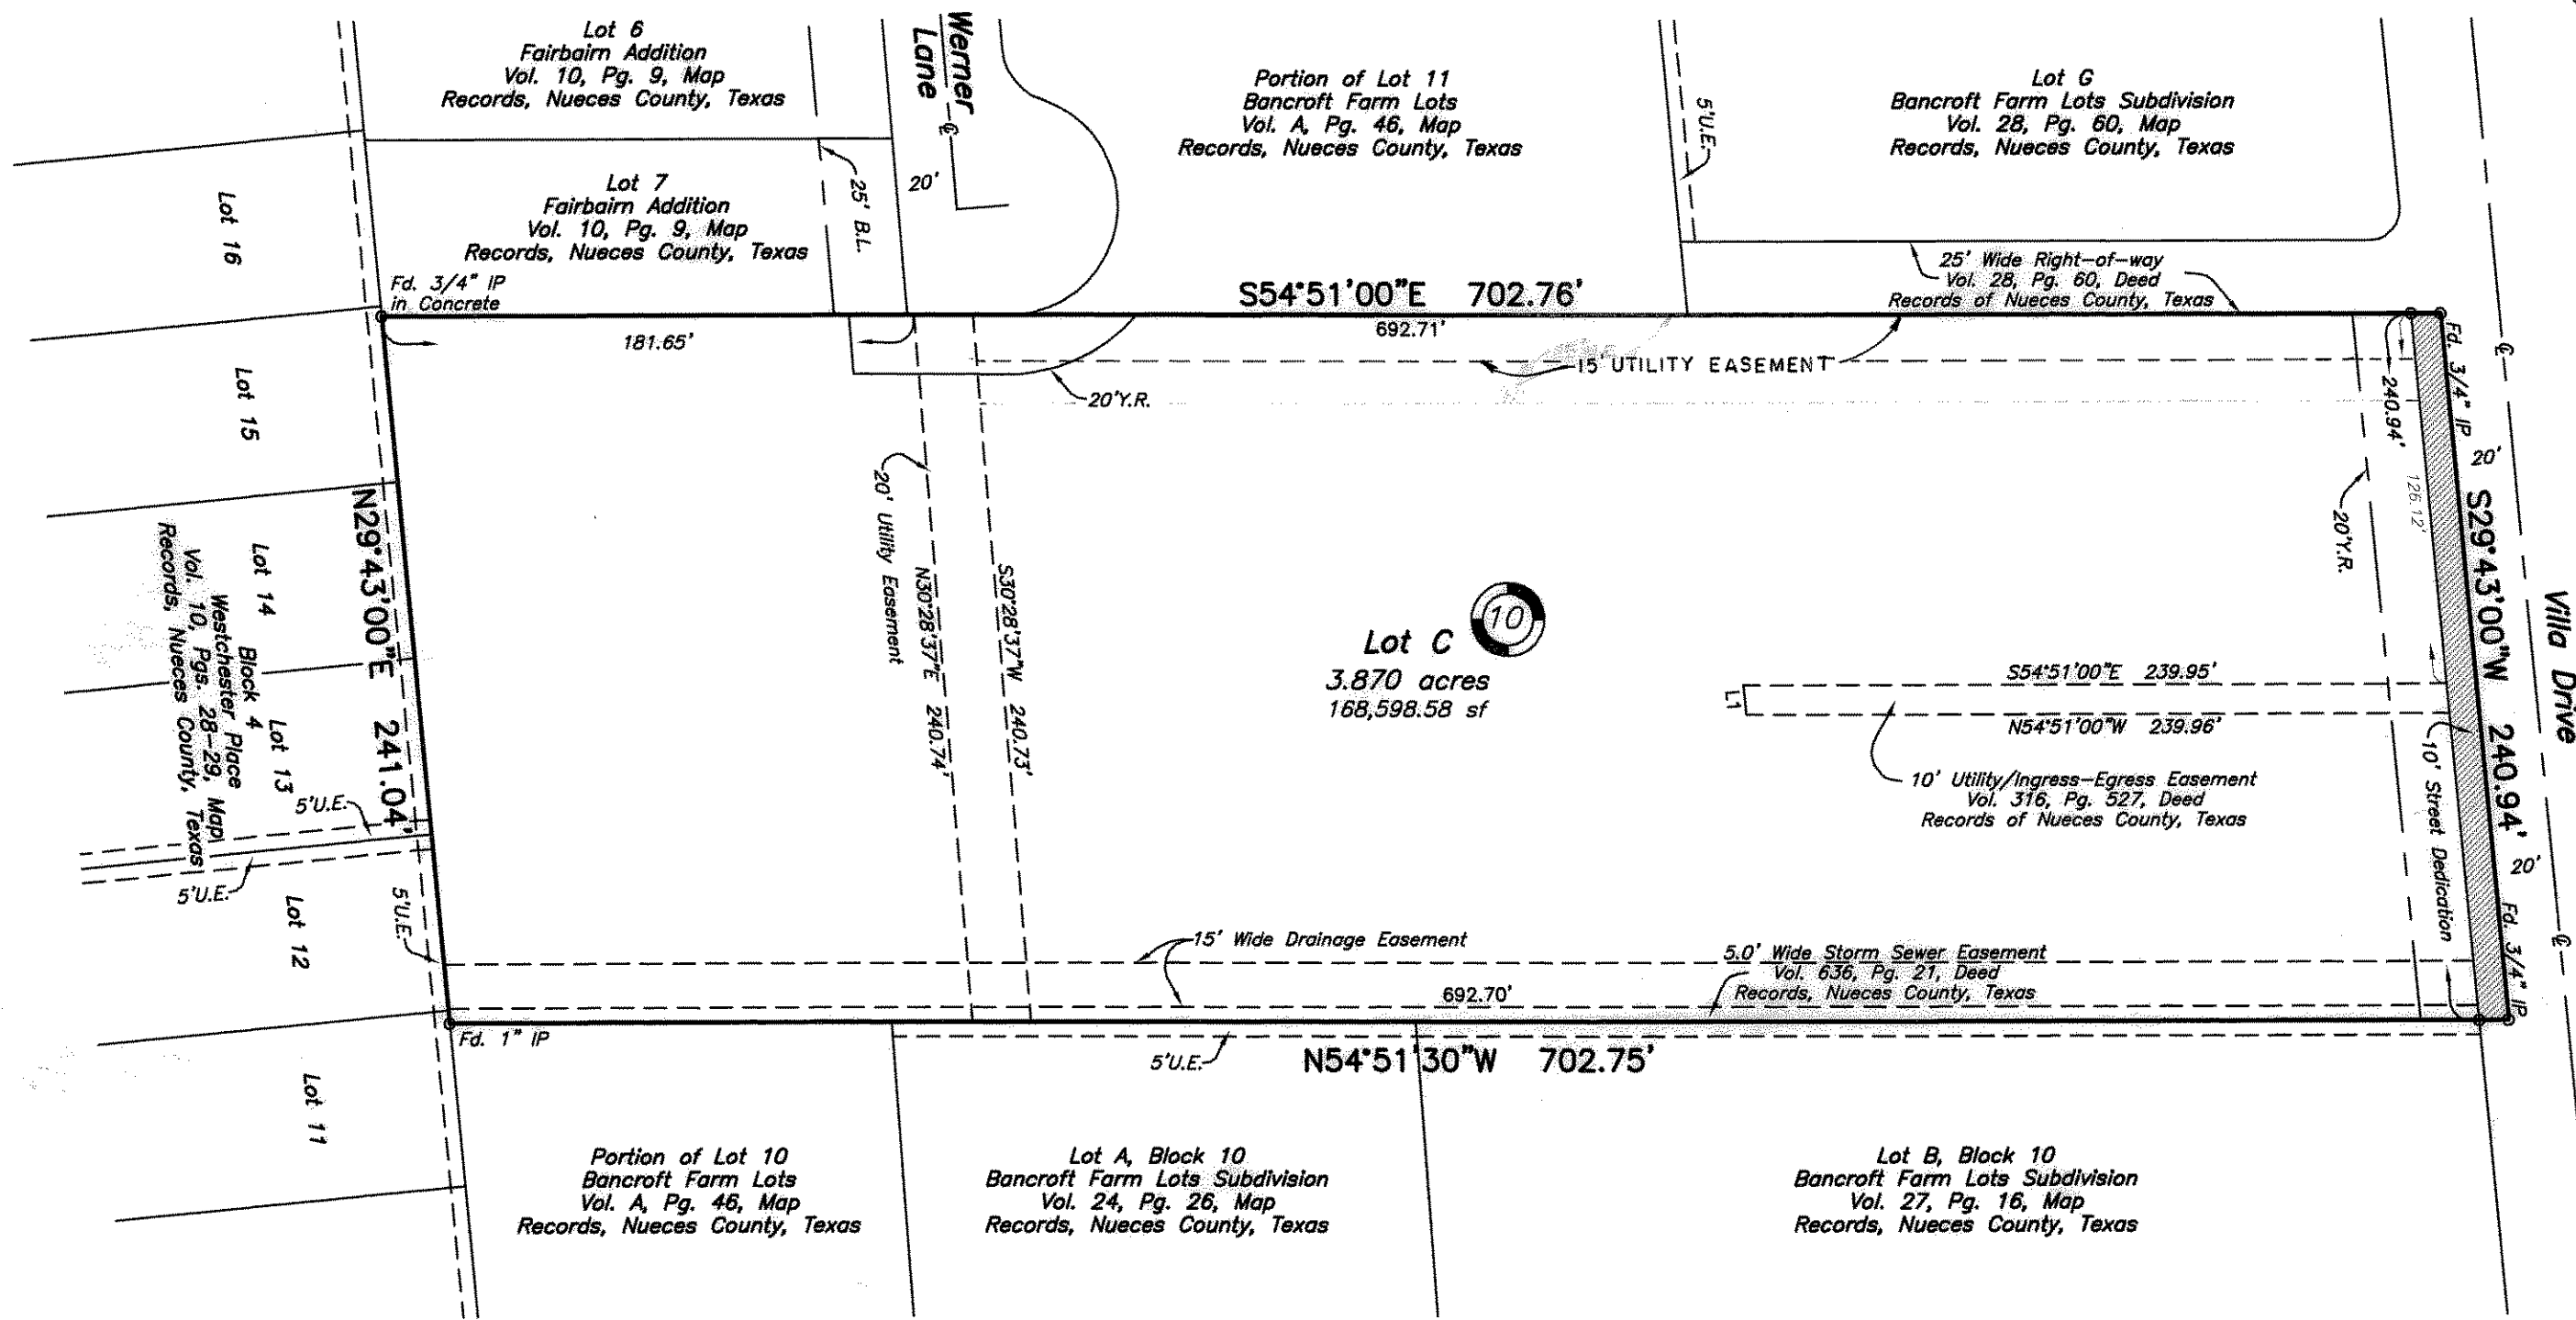 Lot 6
Fairbairn Addition
Vol. 10, Pg. 9, Map
Records, Nueces County, Texas
Werner
Lane
℄
20'
Portion of Lot 11
Bancroft Farm Lots
Vol. A, Pg. 46, Map
Records, Nueces County, Texas
5'U.E.
Lot G
Bancroft Farm Lots Subdivision
Vol. 28, Pg. 60, Map
Records, Nueces County, Texas
Lot 7
Fairbairn Addition
Vol. 10, Pg. 9, Map
Records, Nueces County, Texas
25' B.L.
25' Wide Right-of-way
Vol. 28, Pg. 60, Deed
Records of Nueces County, Texas
Fd. 3/4" IP
in Concrete
S54°51'00"E 702.76'
181.65'
692.71'
15' UTILITY EASEMENT
20'Y.R.
240.94'
Fd. 3/4" IP
℄
20'
126.12'
20'Y.R.
S29°43'00"W 240.94'
Villa Drive
Lot 16
Lot 15
N29°43'00"E 241.04'
Lot 14
Lot 13
Block 4
Westchester Place
Vol. 10, Pgs. 28-29, Map
Records, Nueces County, Texas
5'U.E.
5'U.E.
5'U.E.
Lot 12
Lot 11
20' Utility Easement
N30°28'37"E 240.74'
S30°28'37"W 240.73'
10
Lot C
3.870 acres
168,598.58 sf
S54°51'00"E 239.95'
L1
N54°51'00"W 239.96'
10' Utility/Ingress-Egress Easement
Vol. 316, Pg. 527, Deed
Records of Nueces County, Texas
10' Street Dedication
20'
Fd. 3/4" IP
℄
15' Wide Drainage Easement
5.0' Wide Storm Sewer Easement
Vol. 636, Pg. 21, Deed
Records, Nueces County, Texas
692.70'
Fd. 1" IP
5'U.E.
N54°51'30"W 702.75'
Portion of Lot 10
Bancroft Farm Lots
Vol. A, Pg. 46, Map
Records, Nueces County, Texas
Lot A, Block 10
Bancroft Farm Lots Subdivision
Vol. 24, Pg. 26, Map
Records, Nueces County, Texas
Lot B, Block 10
Bancroft Farm Lots Subdivision
Vol. 27, Pg. 16, Map
Records, Nueces County, Texas